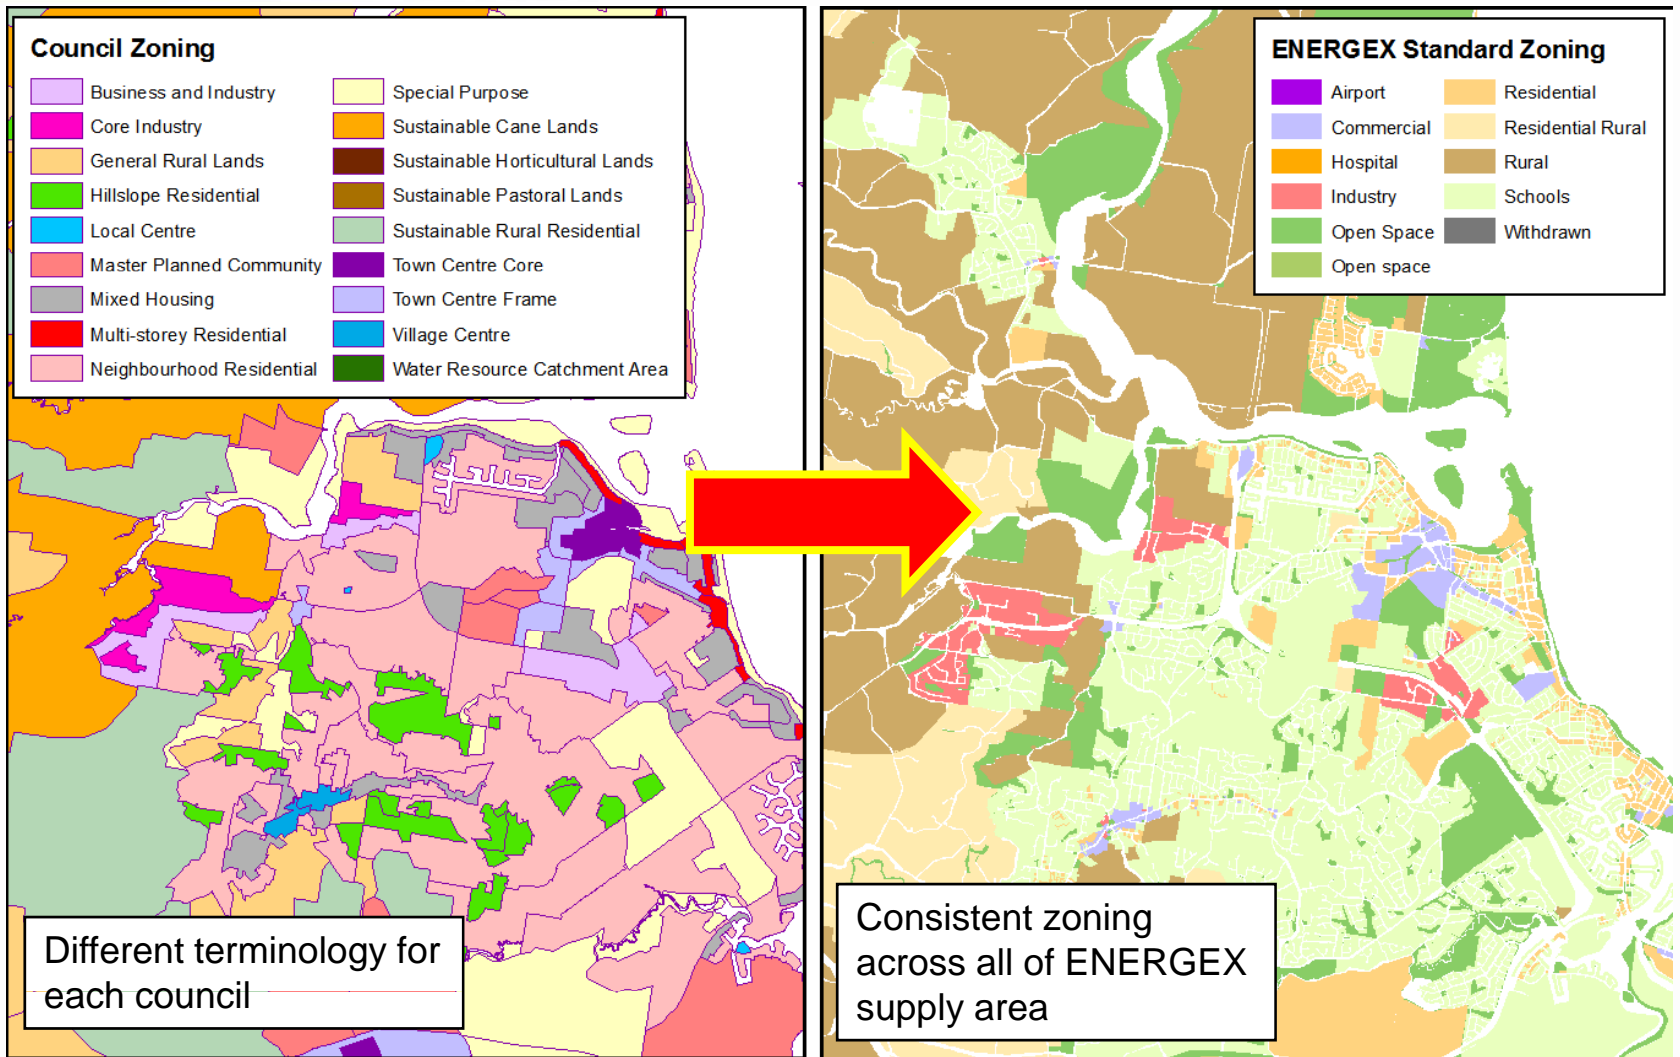 Council Zoning
Business and Industry
Core Industry
General Rural Lands
Hillslope Residential
Local Centre
Master Planned Community
Mixed Housing
Multi-storey Residential
Neighbourhood Residential
Special Purpose
Sustainable Cane Lands
Sustainable Horticultural Lands
Sustainable Pastoral Lands
Sustainable Rural Residential
Town Centre Core
Town Centre Frame
Village Centre
Water Resource Catchment Area
Different terminology for
each council
ENERGEX Standard Zoning
Airport
Commercial
Hospital
Industry
Open Space
Open space
Residential
Residential Rural
Rural
Schools
Withdrawn
Consistent zoning
across all of ENERGEX
supply area